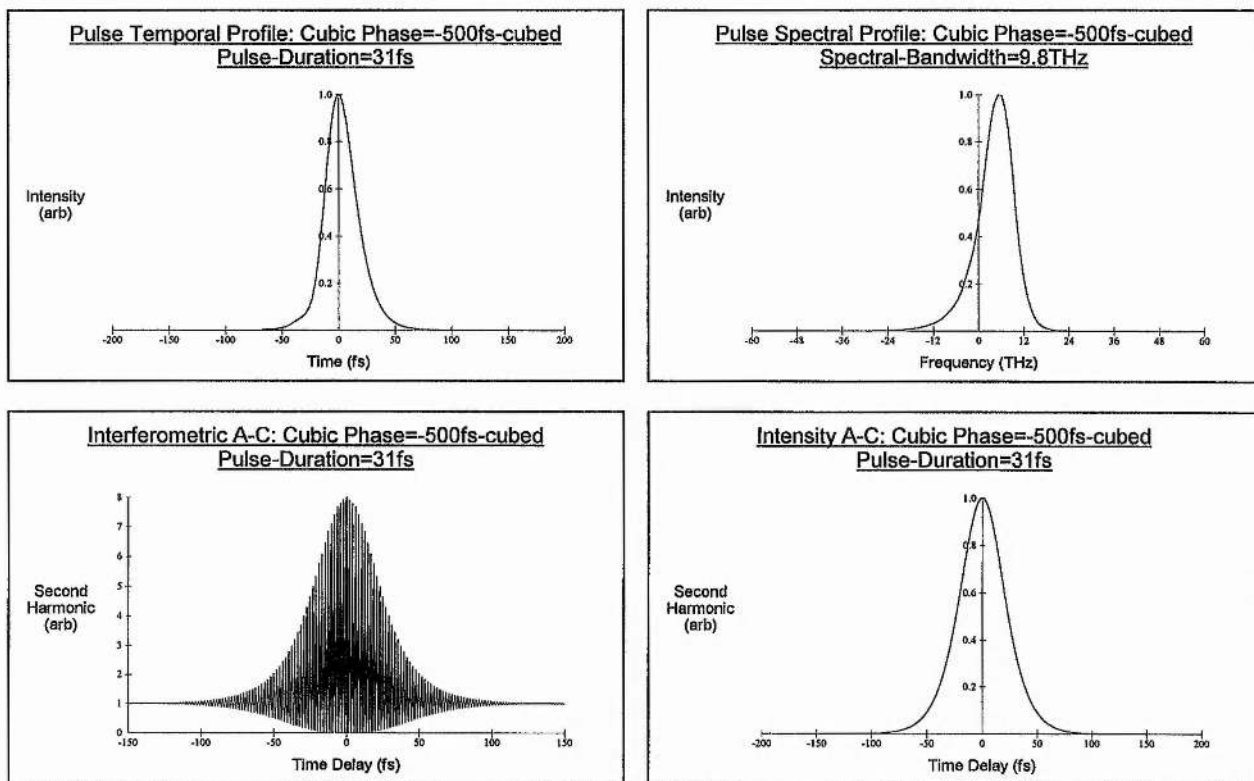 Pulse Temporal Profile: Cubic Phase=-500fs-cubed
Pulse-Duration=31fs
1.0
0.8
0.6
0.4
0.2
Intensity
(arb)
-200 -150 -100 -50 0 50 100 150 200
Time (fs)
Pulse Spectral Profile: Cubic Phase=-500fs-cubed
Spectral-Bandwidth=9.8THz
1.0
0.8
0.6
0.4
0.2
Intensity
(arb)
-60 -48 -36 -24 -12 0 12 24 36 48 60
Frequency (THz)
Interferometric A-C: Cubic Phase=-500fs-cubed
Pulse-Duration=31fs
8
7
6
5
4
3
2
1
0
Second
Harmonic
(arb)
-150 -100 -50 0 50 100 150
Time Delay (fs)
Intensity A-C: Cubic Phase=-500fs-cubed
Pulse-Duration=31fs
1.0
0.8
0.6
0.4
0.2
Second
Harmonic
(arb)
-200 -150 -100 -50 0 50 100 150 200
Time Delay (fs)